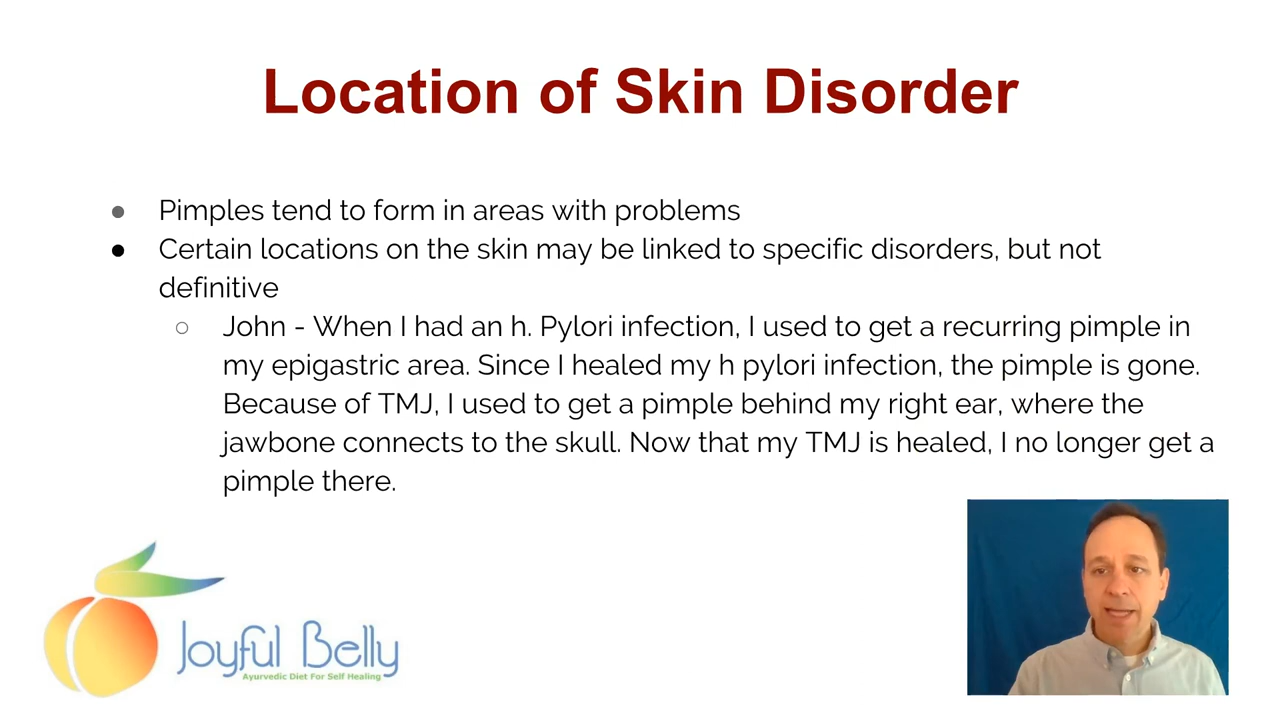 Location of Skin Disorder
● Pimples tend to form in areas with problems
● Certain locations on the skin may be linked to specific disorders, but not
definitive
○ John - When I had an h. Pylori infection, I used to get a recurring pimple in
my epigastric area. Since I healed my h pylori infection, the pimple is gone.
Because of TMJ, I used to get a pimple behind my right ear, where the
jawbone connects to the skull. Now that my TMJ is healed, I no longer get a
pimple there.
Joyful Belly
Ayurvedic Diet For Self Healing